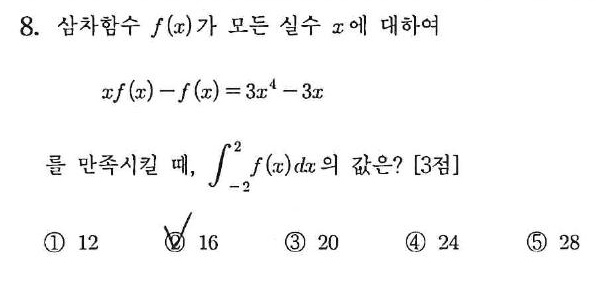 8. 삼차함수 f(x)가 모든 실수 x에 대하여
xf(x)-f(x)=3x⁴-3x
를 만족시킬 때, ∫₋₂² f(x)dx의 값은? [3점]
① 12 ② 16 ③ 20 ④ 24 ⑤ 28